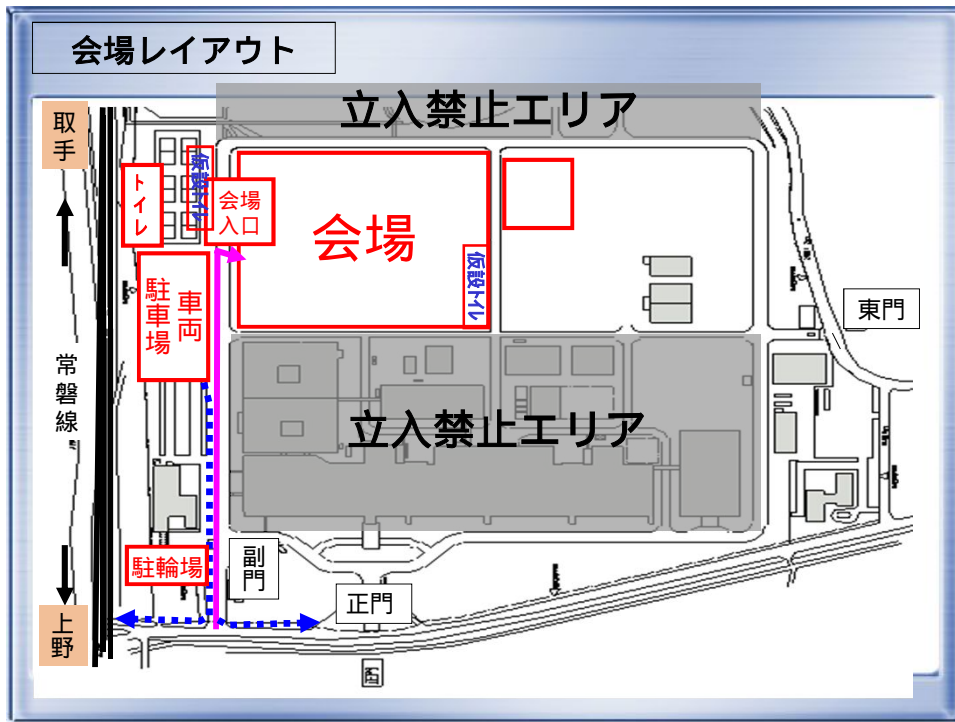 会場レイアウト
立入禁止エリア
取手
トイレ
仮設トイレ
会場
入口
会場
仮設トイレ
車両
駐車場
東門
常磐線
立入禁止エリア
駐輪場
副門
正門
上野